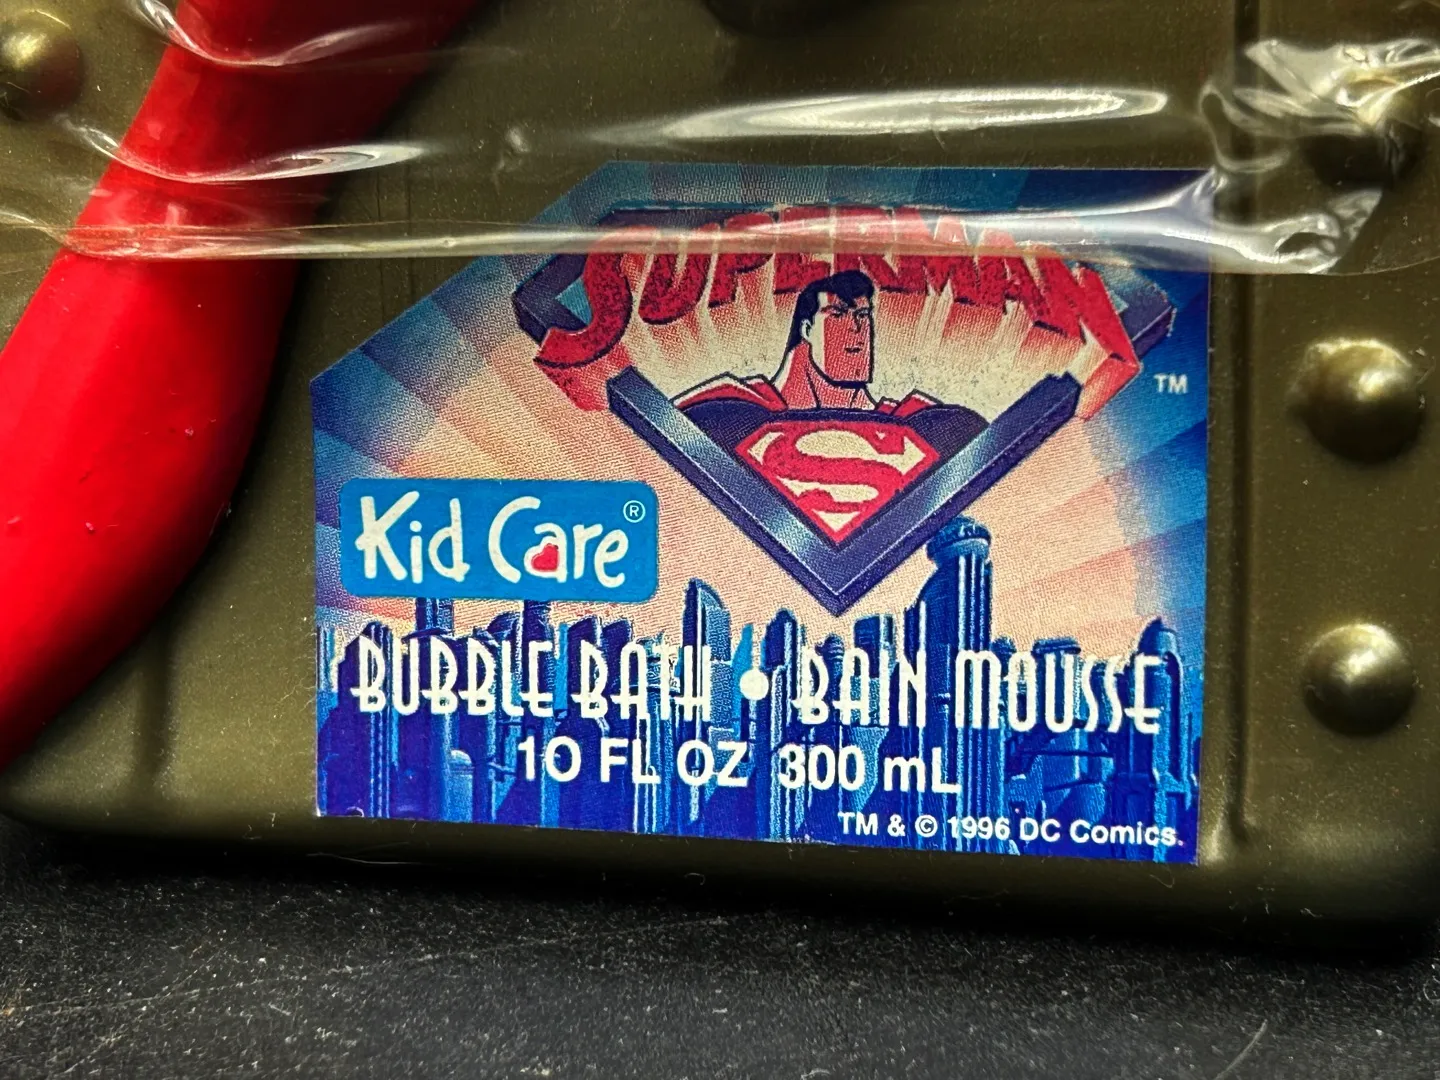 SUPERMAN
TM
S
Kid Care®
BUBBLE BATH • BAIN MOUSSE
10 FL OZ 300 mL
TM & © 1996 DC Comics.